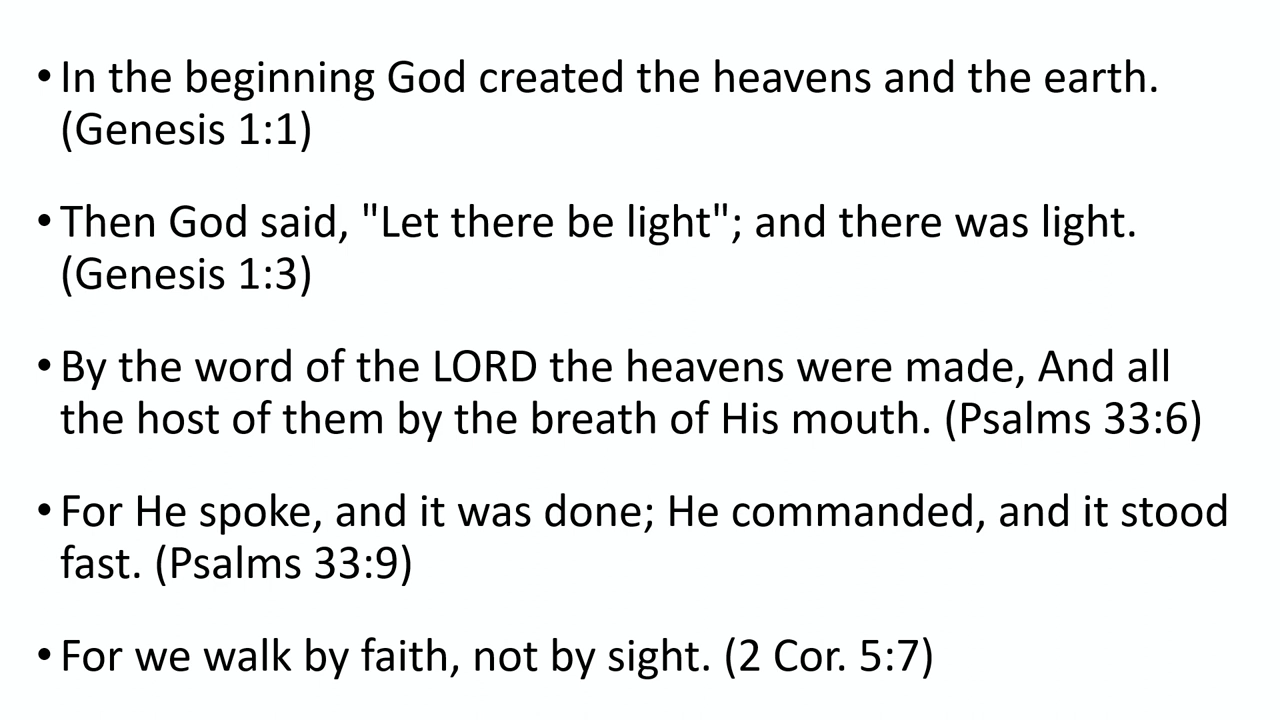 • In the beginning God created the heavens and the earth.
(Genesis 1:1)
• Then God said, "Let there be light"; and there was light.
(Genesis 1:3)
• By the word of the LORD the heavens were made, And all
the host of them by the breath of His mouth. (Psalms 33:6)
• For He spoke, and it was done; He commanded, and it stood
fast. (Psalms 33:9)
• For we walk by faith, not by sight. (2 Cor. 5:7)